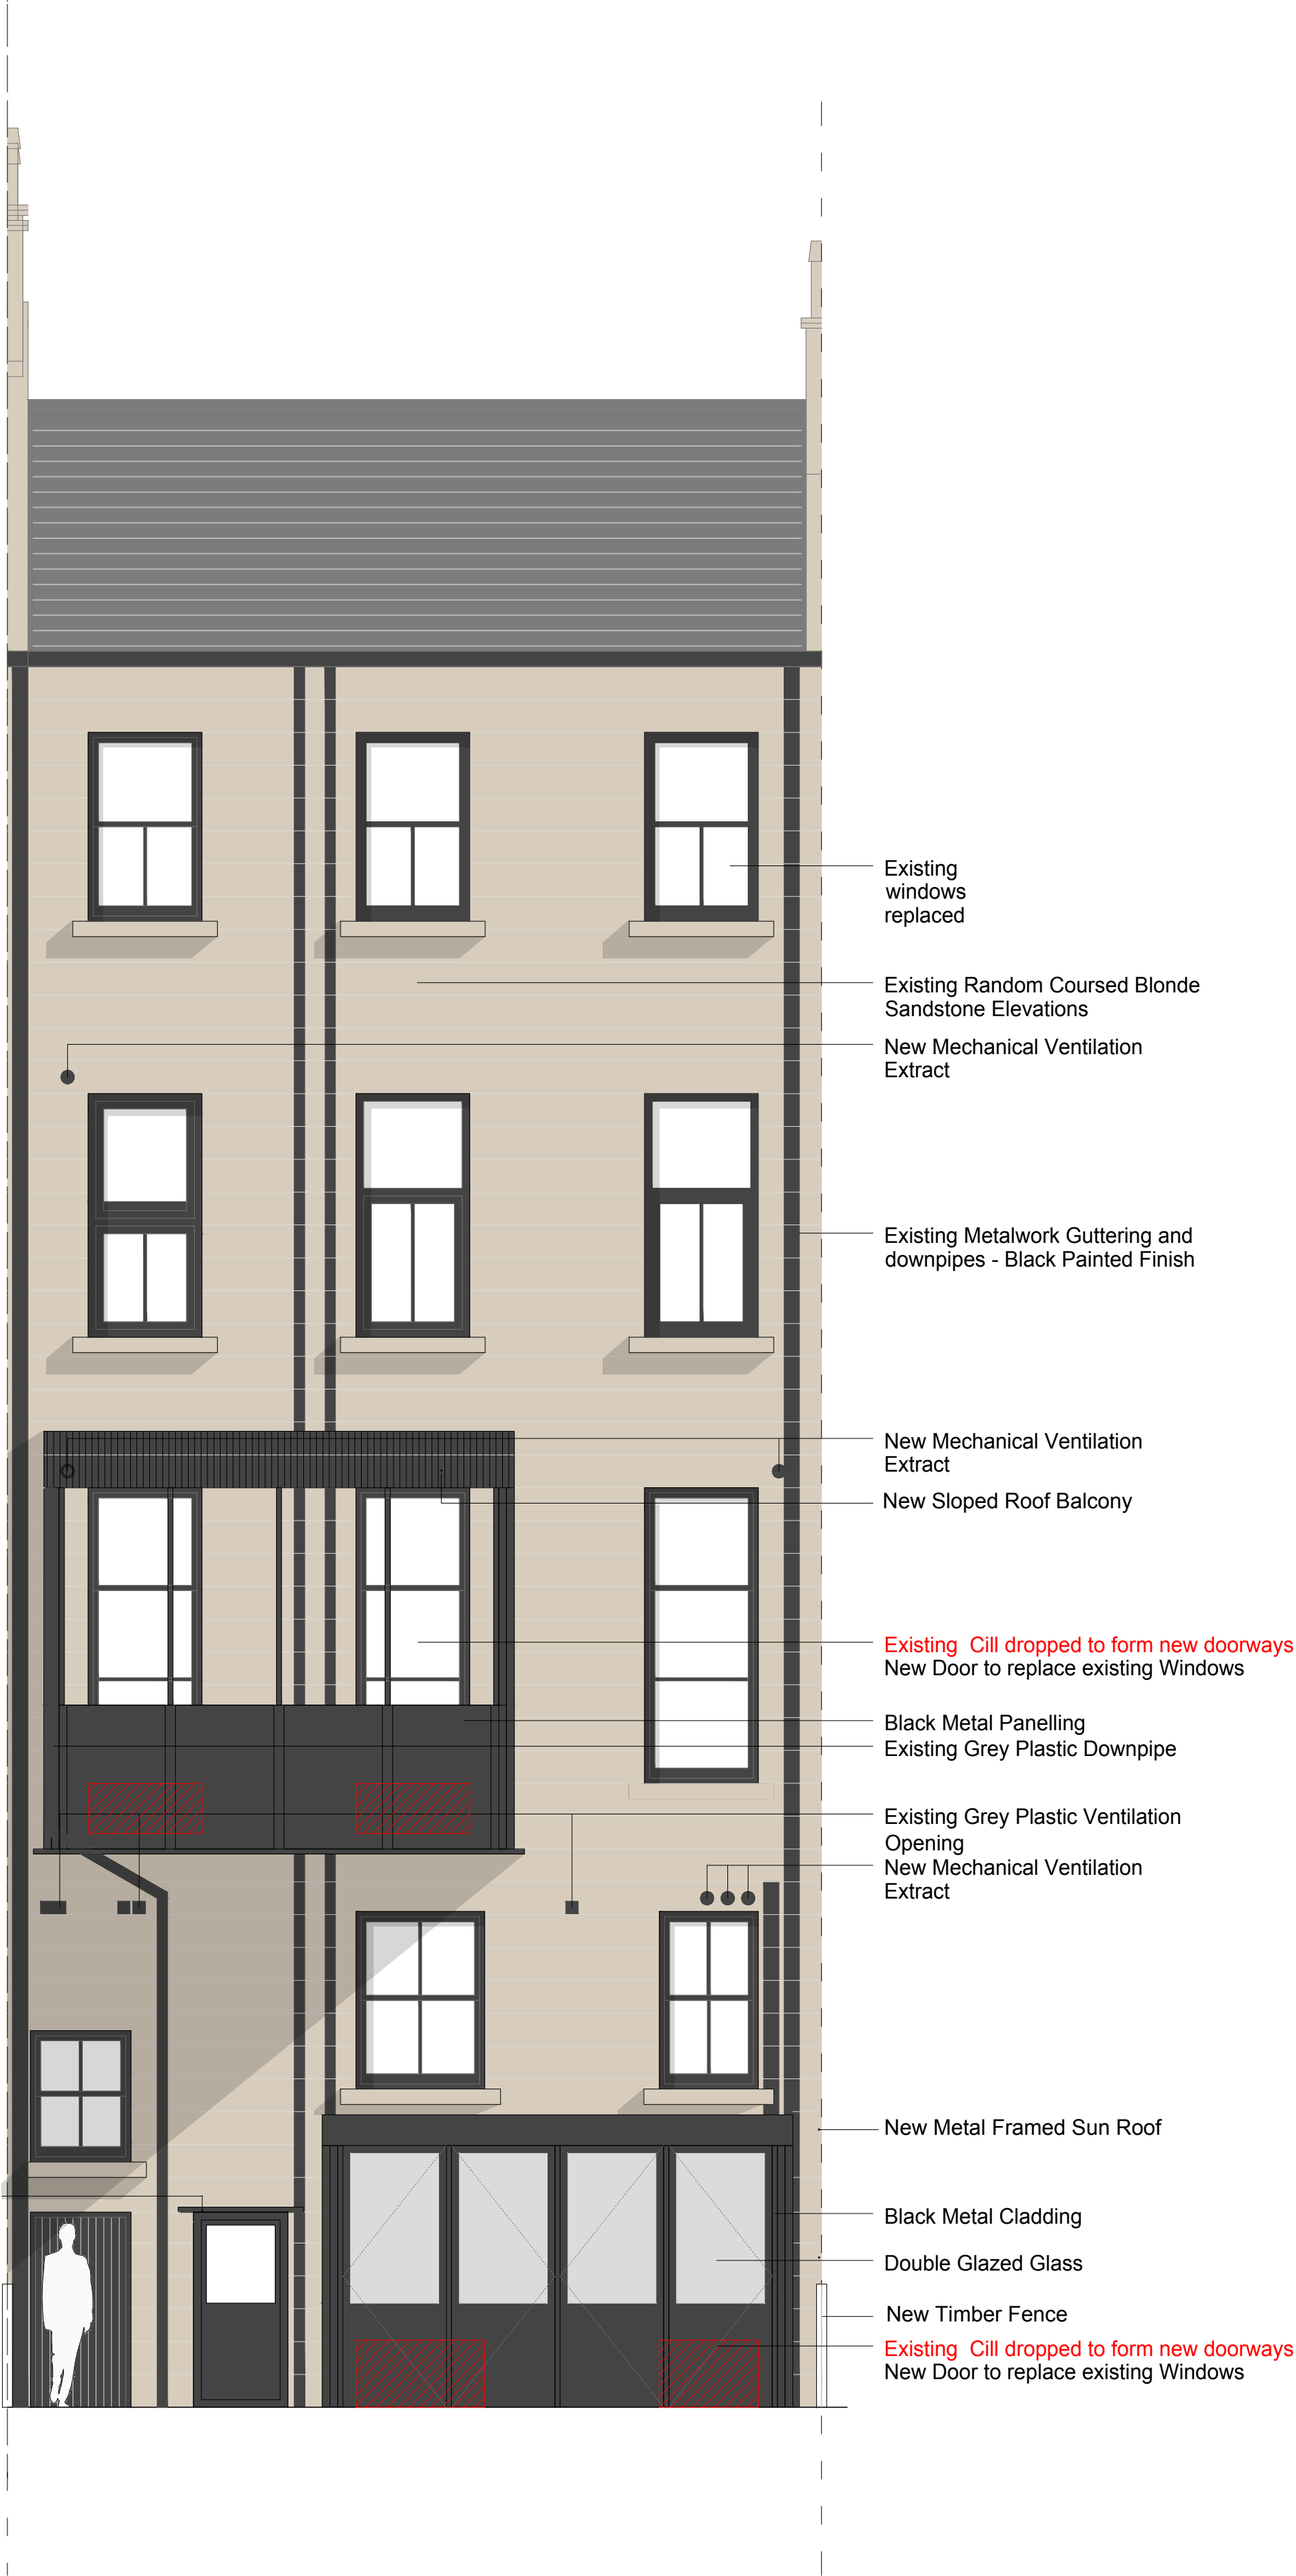 Existing
windows
replaced
Existing Random Coursed Blonde
Sandstone Elevations
New Mechanical Ventilation
Extract
Existing Metalwork Guttering and
downpipes - Black Painted Finish
New Mechanical Ventilation
Extract
New Sloped Roof Balcony
Existing  Cill dropped to form new doorways
New Door to replace existing Windows
Black Metal Panelling
Existing Grey Plastic Downpipe
Existing Grey Plastic Ventilation
Opening
New Mechanical Ventilation
Extract
New Metal Framed Sun Roof
Black Metal Cladding
Double Glazed Glass
New Timber Fence
Existing  Cill dropped to form new doorways
New Door to replace existing Windows